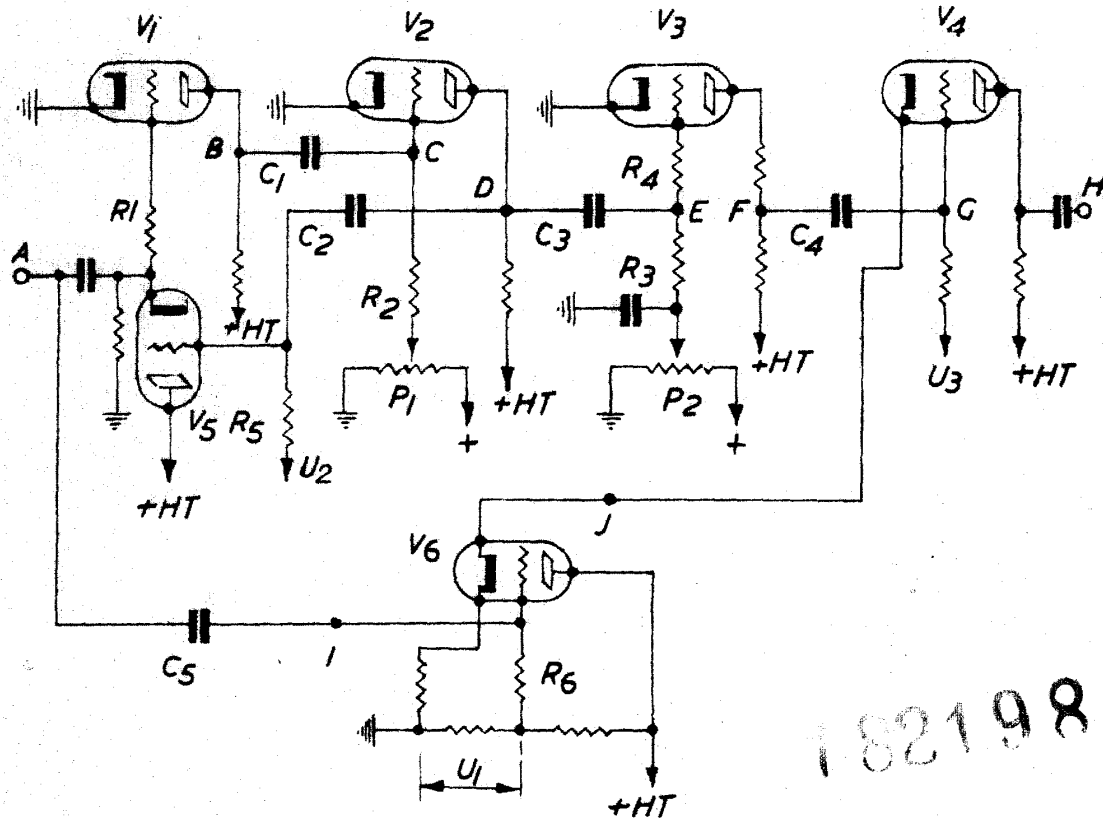 V1 V2 V3 V4
B C1 C R4
D
R1 C2 C3 E F C4 G H
A
R2 R3
+HT +HT U3 +HT
P1 +HT P2
V5 R5 + +
U2
+HT
J
V6
I
C5 R6
U1
+HT
182198